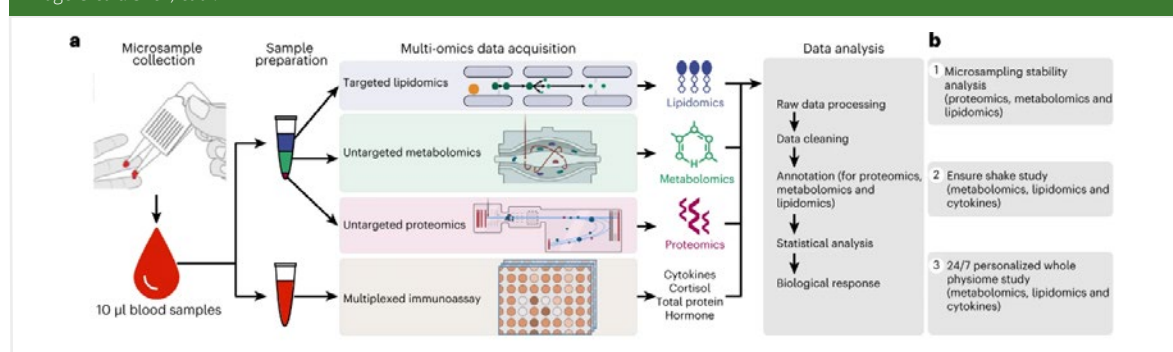 a
Microsample
collection
Sample
preparation
Multi-omics data acquisition
Data analysis
b
10 µl blood samples
Targeted lipidomics
Untargeted metabolomics
Untargeted proteomics
Multiplexed immunoassay
Lipidomics
H
Metabolomics
Proteomics
Cytokines
Cortisol
Total protein
Hormone
Raw data processing
Data cleaning
Annotation (for proteomics,
metabolomics and
lipidomics)
Statistical analysis
Biological response
1 Microsampling stability
analysis
(proteomics, metabolomics and
lipidomics)
2 Ensure shake study
(metabolomics, lipidomics and
cytokines)
3 24/7 personalized whole
physiome study
(metabolomics, lipidomics and
cytokines)